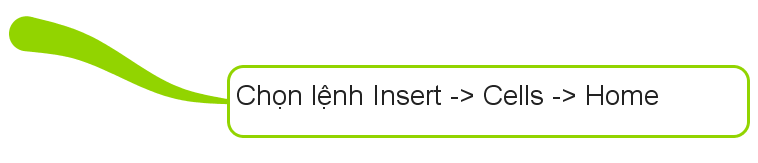 Chọn lệnh Insert -> Cells -> Home